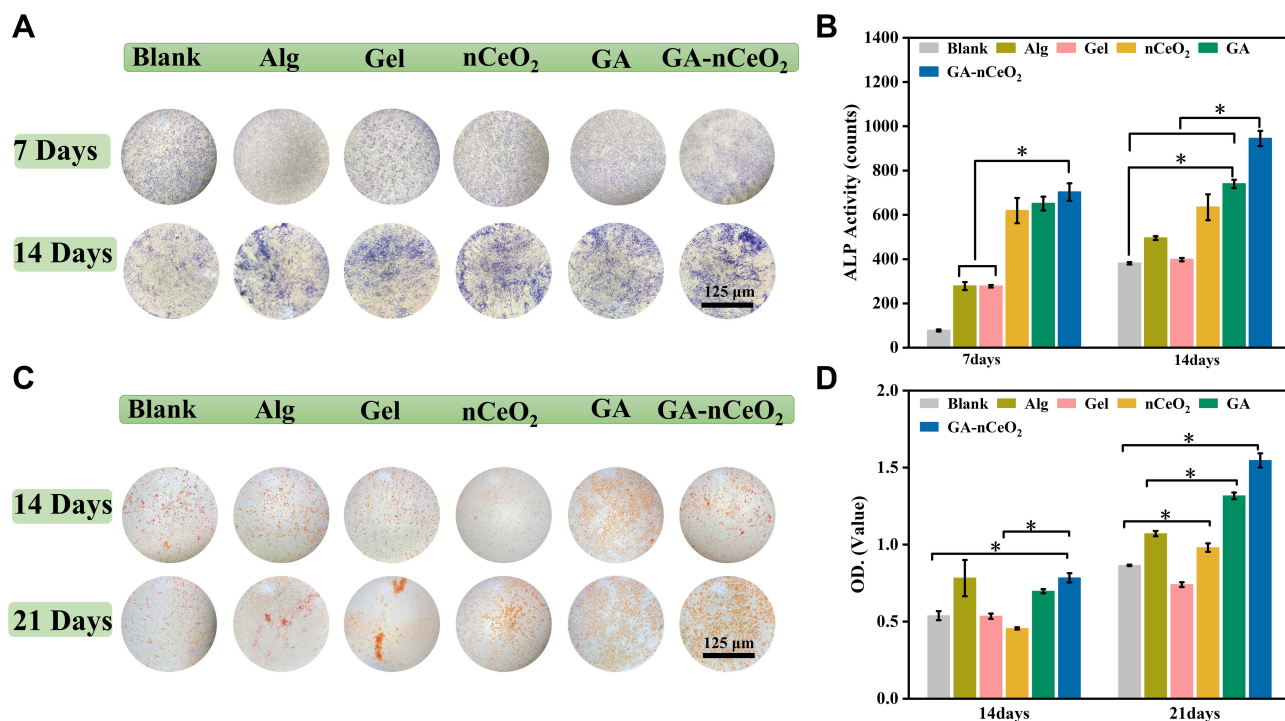 A
Blank Alg Gel nCeO₂ GA GA-nCeO₂
7 Days
14 Days
125 μm
B
1400
1200
1000
800
600
400
200
0
ALP Activity (counts)
Blank Alg Gel nCeO₂ GA
GA-nCeO₂
*
*
*
7days 14days
C
Blank Alg Gel nCeO₂ GA GA-nCeO₂
14 Days
21 Days
125 μm
D
2.0
1.5
1.0
0.5
0.0
OD. (Value)
Blank Alg Gel nCeO₂ GA
GA-nCeO₂
*
*
*
*
*
14days 21days